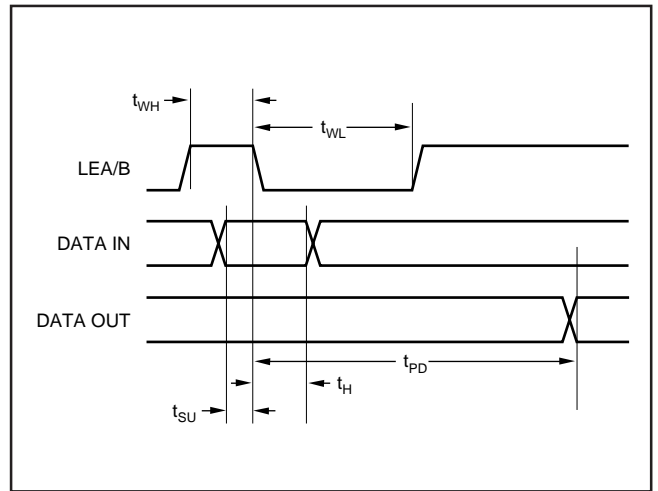 tWH
tWL
LEA/B
DATA IN
DATA OUT
tPD
tH
tSU